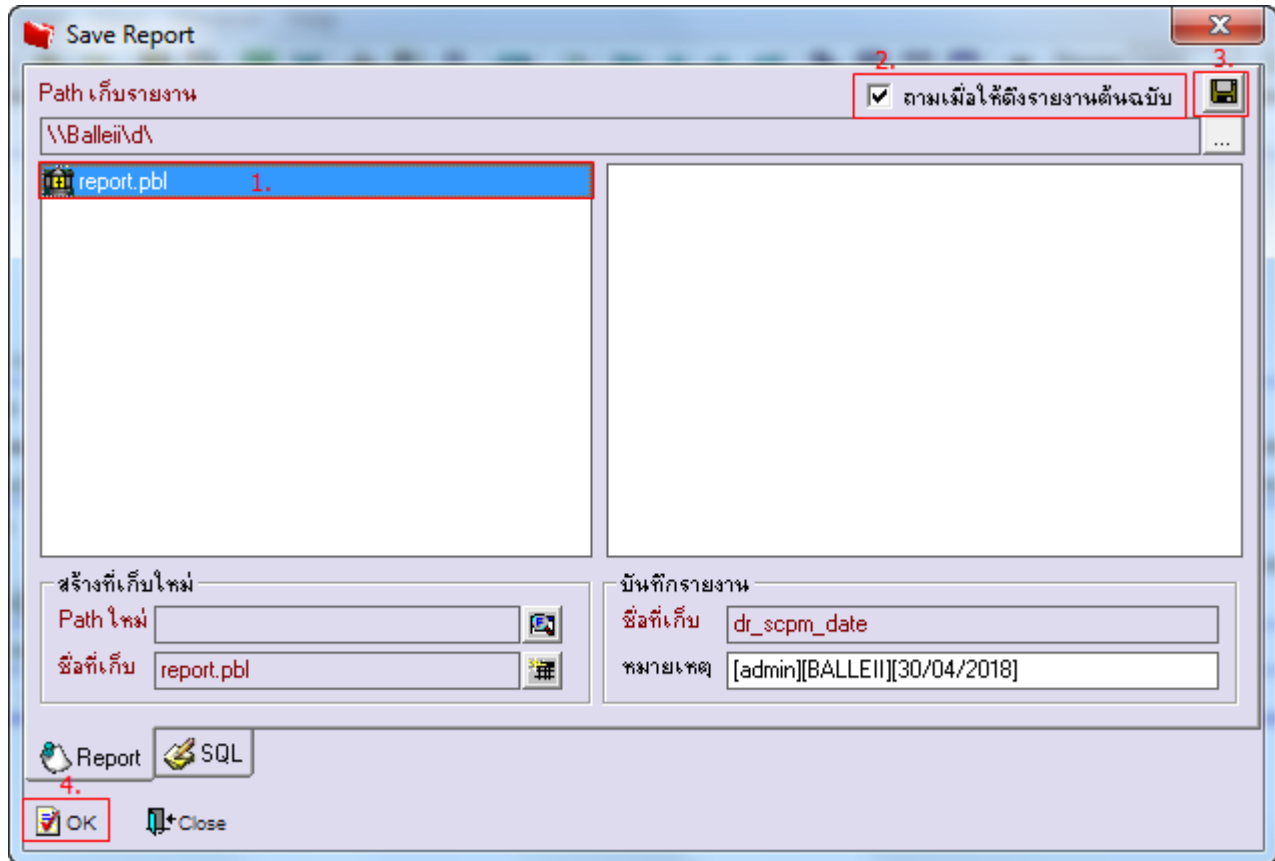 Save Report
2.
3.
Path เก็บรายงาน
ถามเมื่อให้ดึงรายงานต้นฉบับ
\\Balleii\d\
...
report.pbl
1.
สร้างที่เก็บใหม่
Path ใหม่
ชื่อที่เก็บ report.pbl
บันทึกรายงาน
ชื่อที่เก็บ dr_scpm_date
หมายเหตุ [admin][BALLEII][30/04/2018]
Report SQL
4.
OK Close